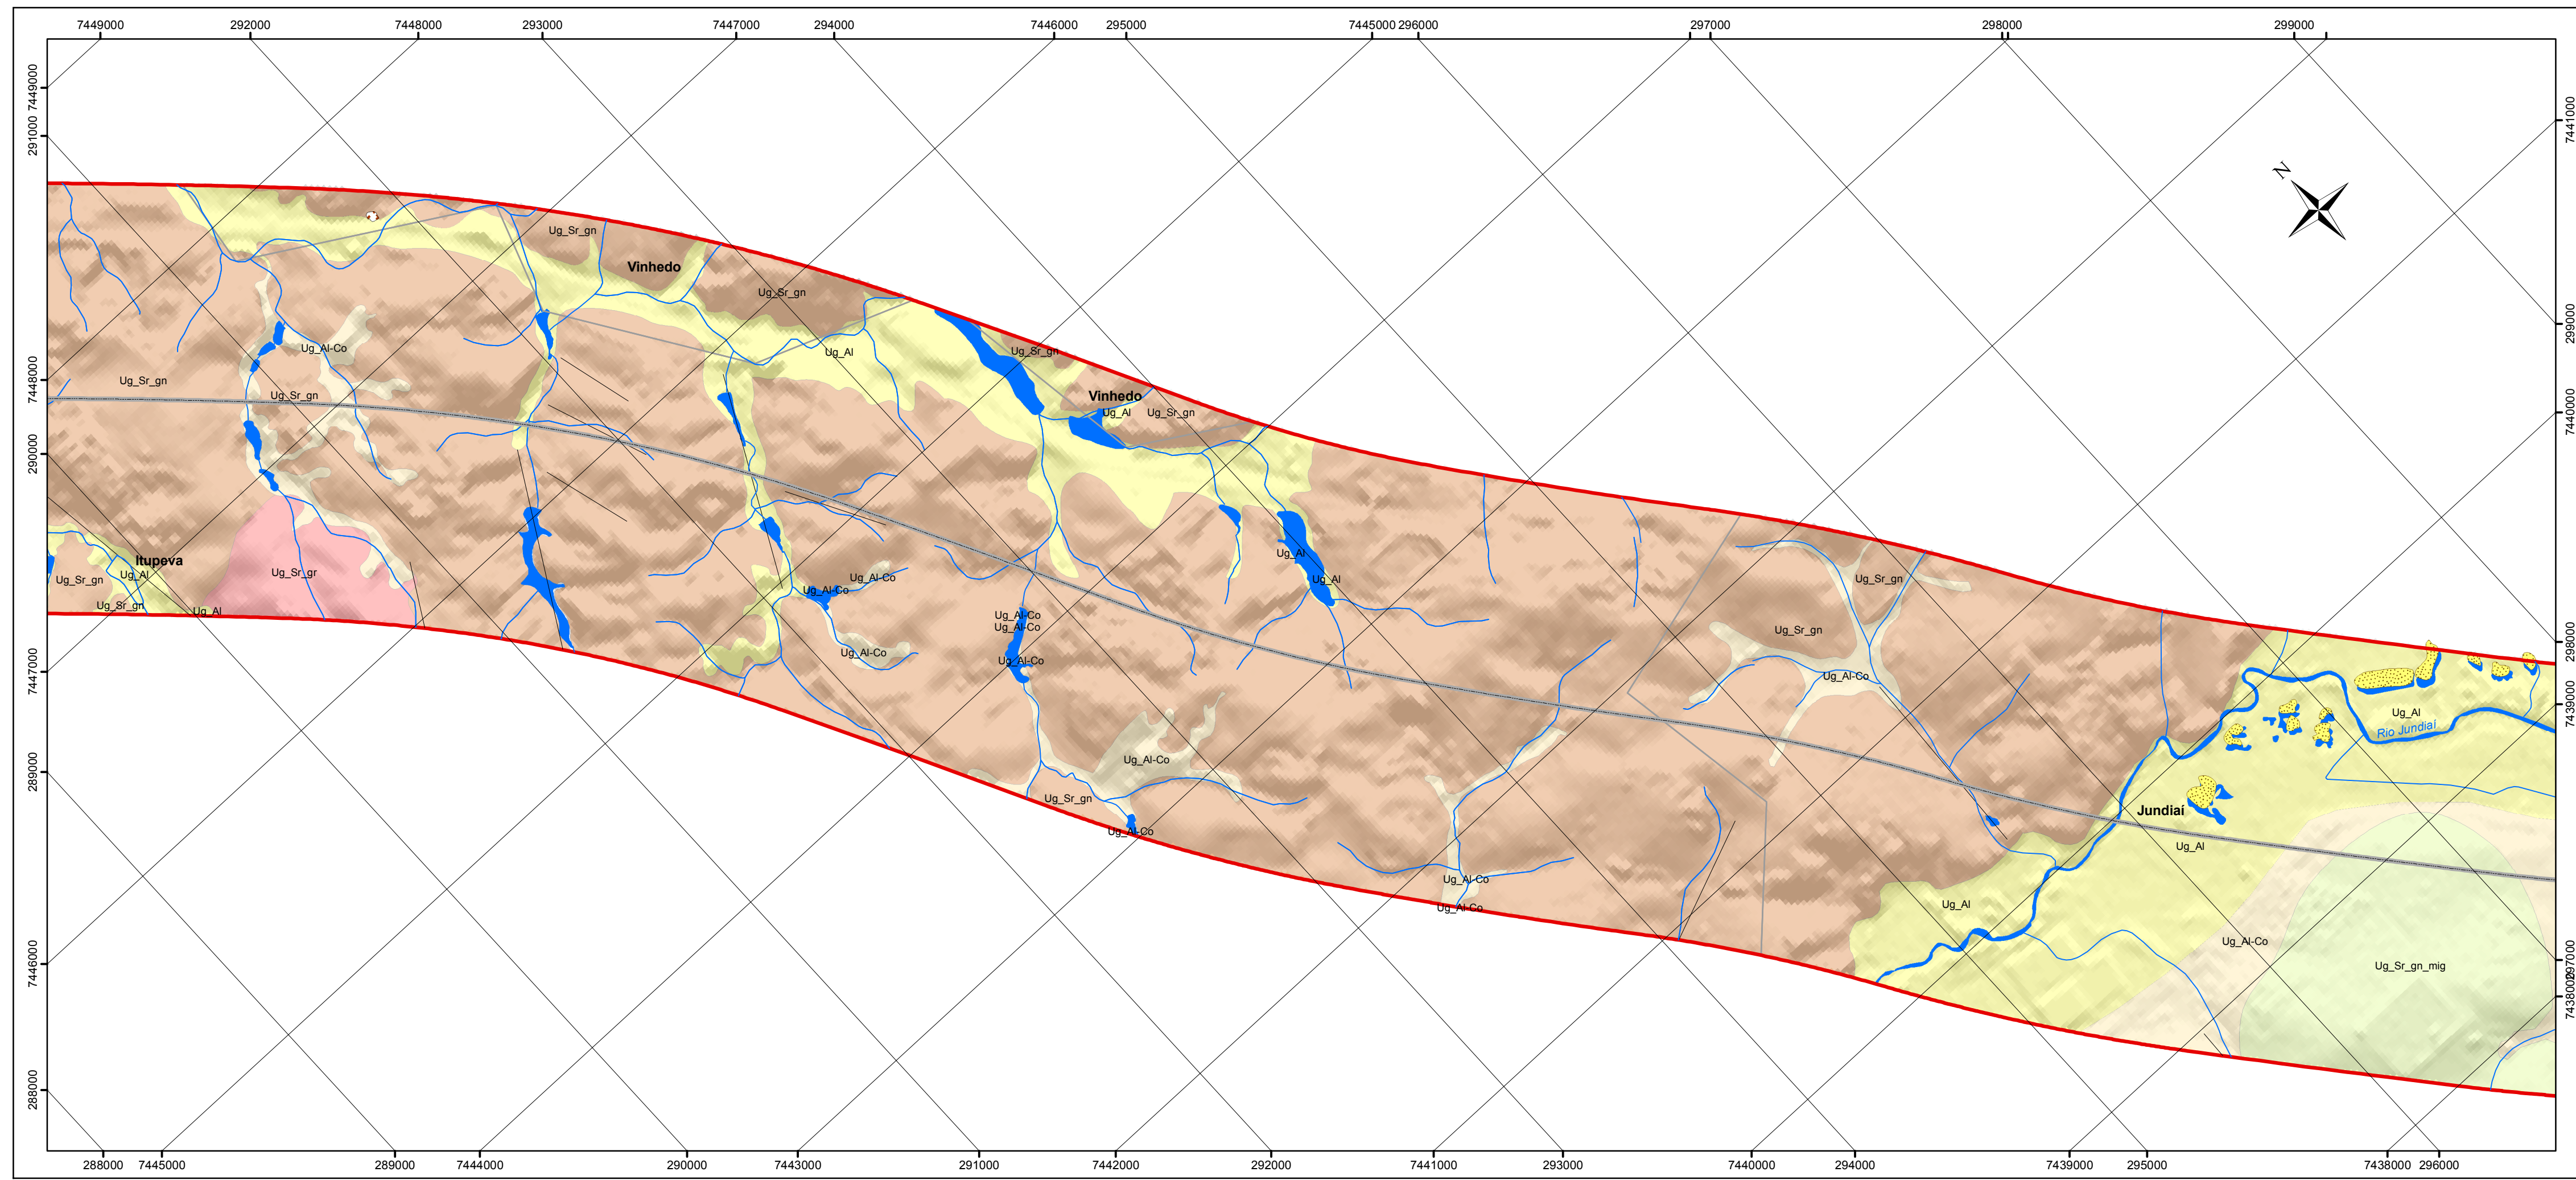 7449000 292000 7448000 293000 7447000 294000 7446000 295000 7445000 296000 297000 298000 299000
7449000
291000
7448000
290000
7447000
289000
7446000
288000
7441000
299000
7440000
298000
7439000
297000
7438000
N
Ug_Sr_gn
Vinhedo
Ug_Sr_gn
Ug_Al-Co
Ug_Al
Ug_Sr_gn
Ug_Sr_gn
Ug_Sr_gn
Vinhedo
Ug_Al
Ug_Sr_gn
Itupeva
Ug_Sr_gn
Ug_Al
Ug_Sr_gr
Ug_Sr_gn
Ug_Al
Ug_Al
Ug_Al
Ug_Al-Co
Ug_Al-Co
Ug_Al-Co
Ug_Al-Co
Ug_Al-Co
Ug_Al-Co
Ug_Sr_gn
Ug_Sr_gn
Ug_Al-Co
Ug_Al-Co
Ug_Sr_gn
Ug_Al-Co
Ug_Al
Rio Jundiaí
Jundiaí
Ug_Al
Ug_Al-Co
Ug_Al-Co
Ug_Al
Ug_Al-Co
Ug_Sr_gn_mig
288000 7445000 289000 7444000 290000 7443000 291000 7442000 292000 7441000 293000 7440000 294000 7439000 295000 7438000 296000